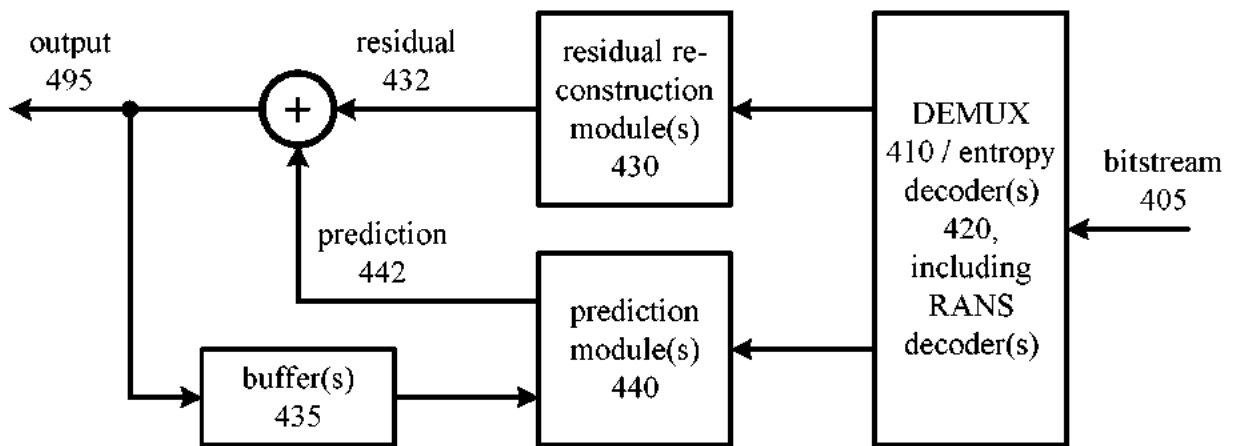 output
495
residual
432
residual re-
construction
module(s)
430
DEMUX
410 / entropy
decoder(s)
420,
including
RANS
decoder(s)
bitstream
405
+
prediction
442
prediction
module(s)
440
buffer(s)
435